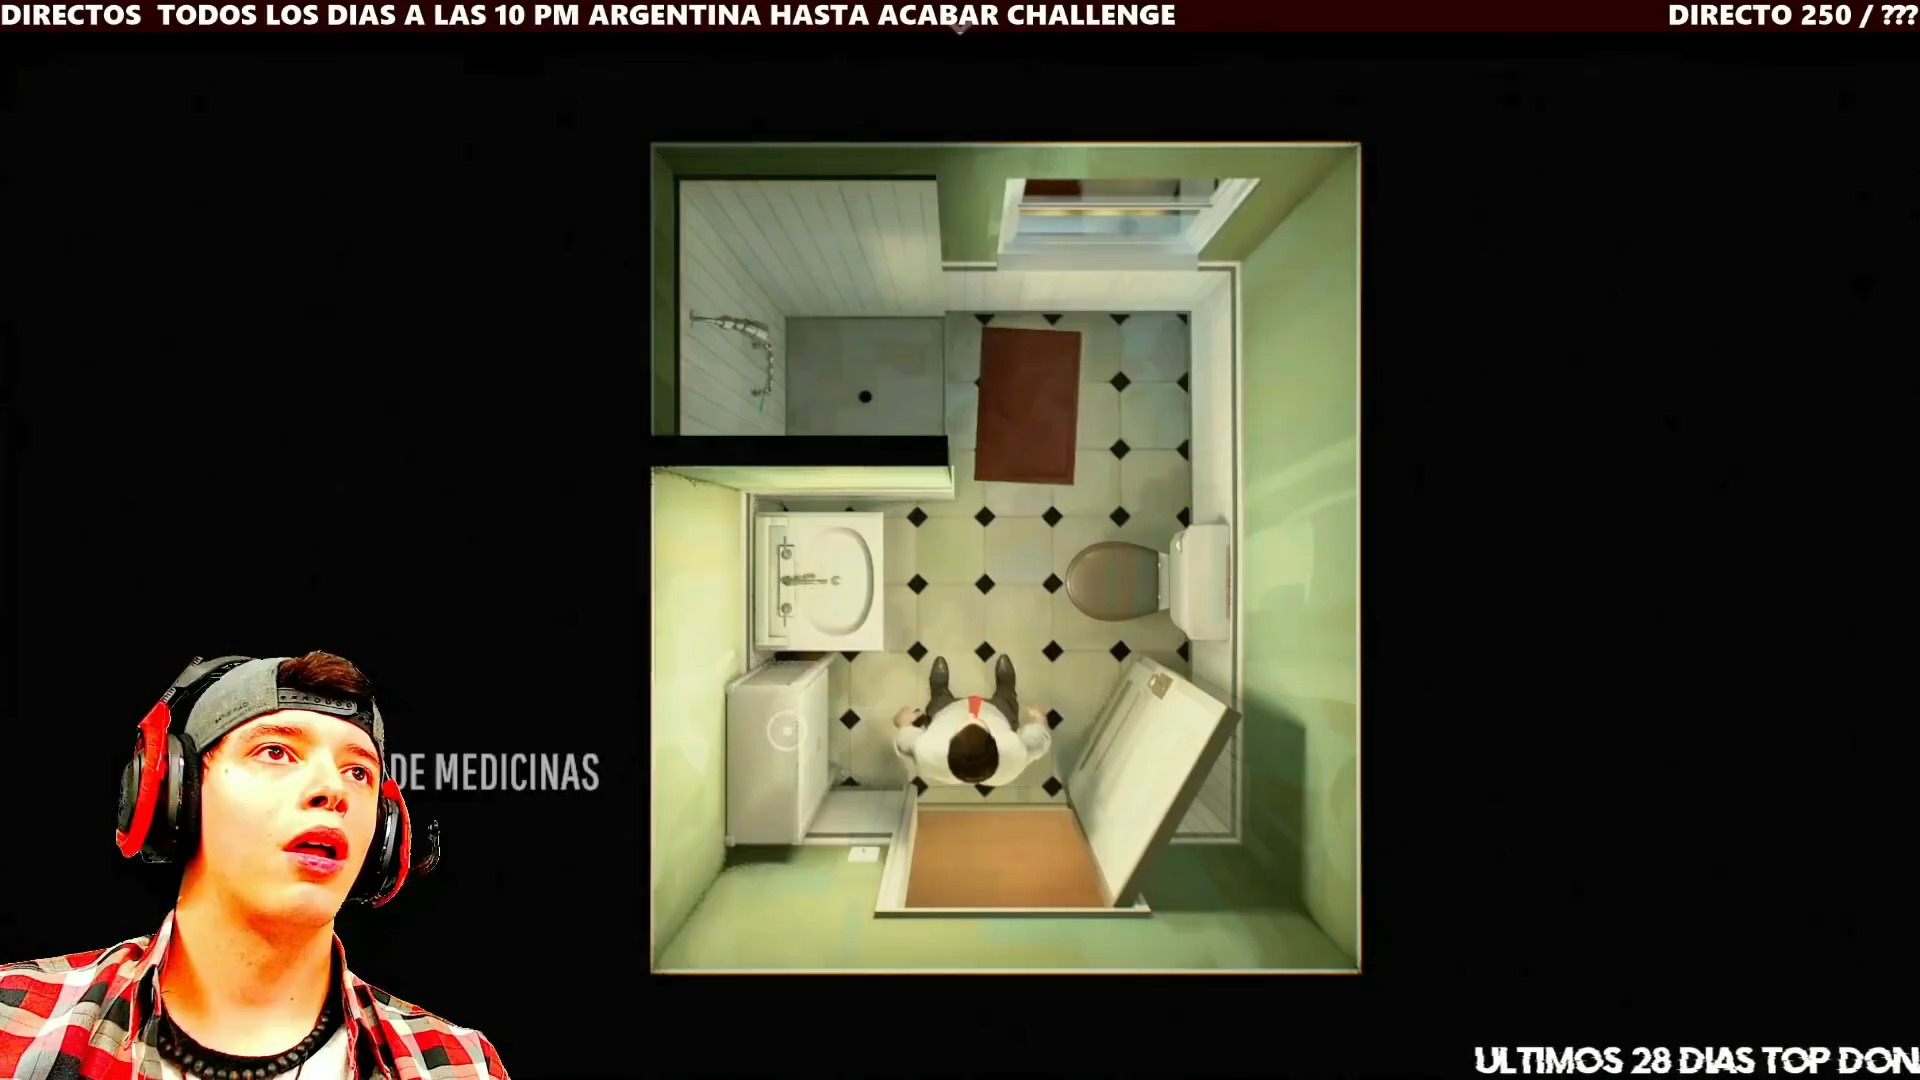 DIRECTOS TODOS LOS DIAS A LAS 10 PM ARGENTINA HASTA ACABAR CHALLENGE
DIRECTO 250 / ???
DE MEDICINAS
ULTIMOS 28 DIAS TOP DON